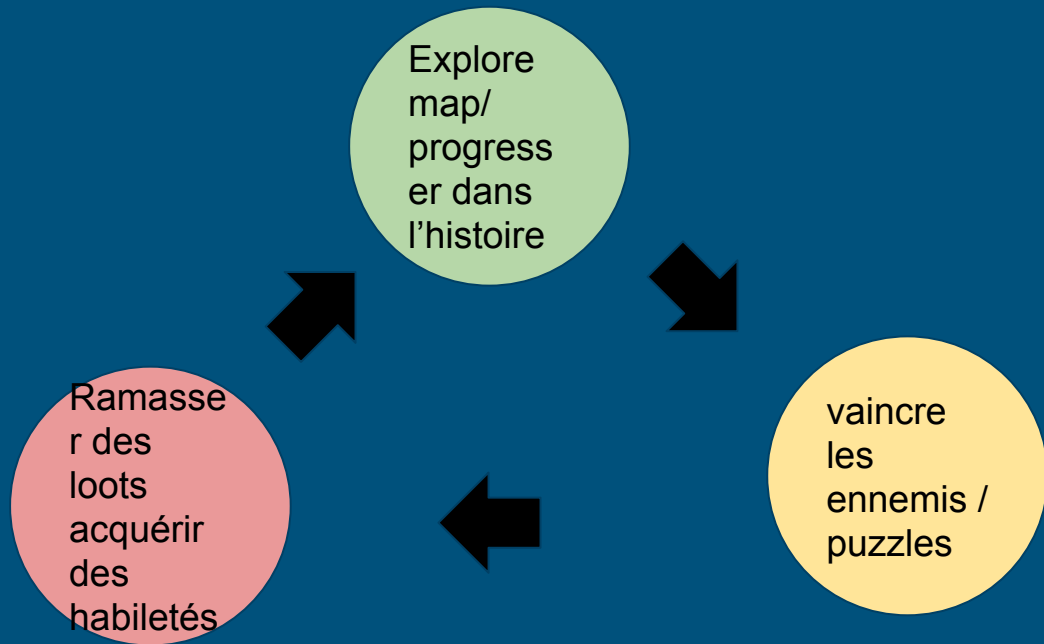 Explore
map/
progress
er dans
l’histoire
vaincre
les
ennemis /
puzzles
Ramasse
r des
loots
acquérir
des
habiletés